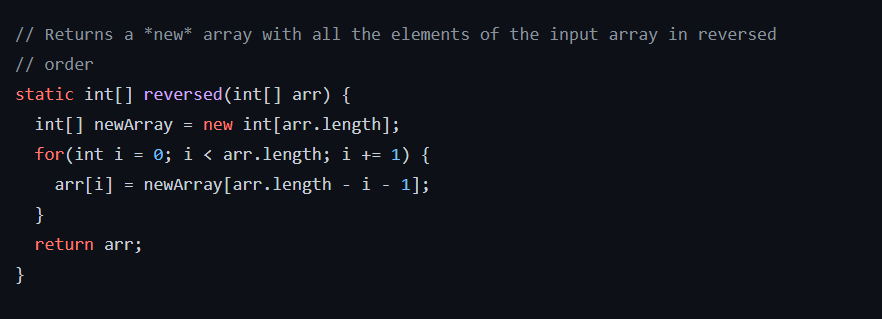 // Returns a *new* array with all the elements of the input array in reversed
// order
static int[] reversed(int[] arr) {
  int[] newArray = new int[arr.length];
  for(int i = 0; i < arr.length; i += 1) {
    arr[i] = newArray[arr.length - i - 1];
  }
  return arr;
}